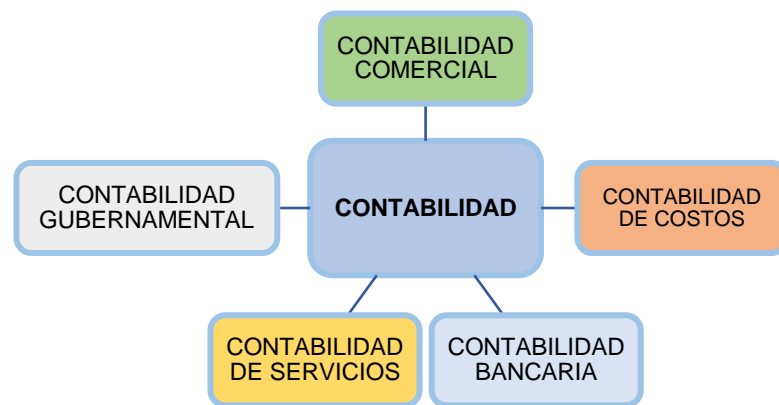 CONTABILIDAD
COMERCIAL
CONTABILIDAD
GUBERNAMENTAL
CONTABILIDAD
CONTABILIDAD
DE COSTOS
CONTABILIDAD
DE SERVICIOS
CONTABILIDAD
BANCARIA